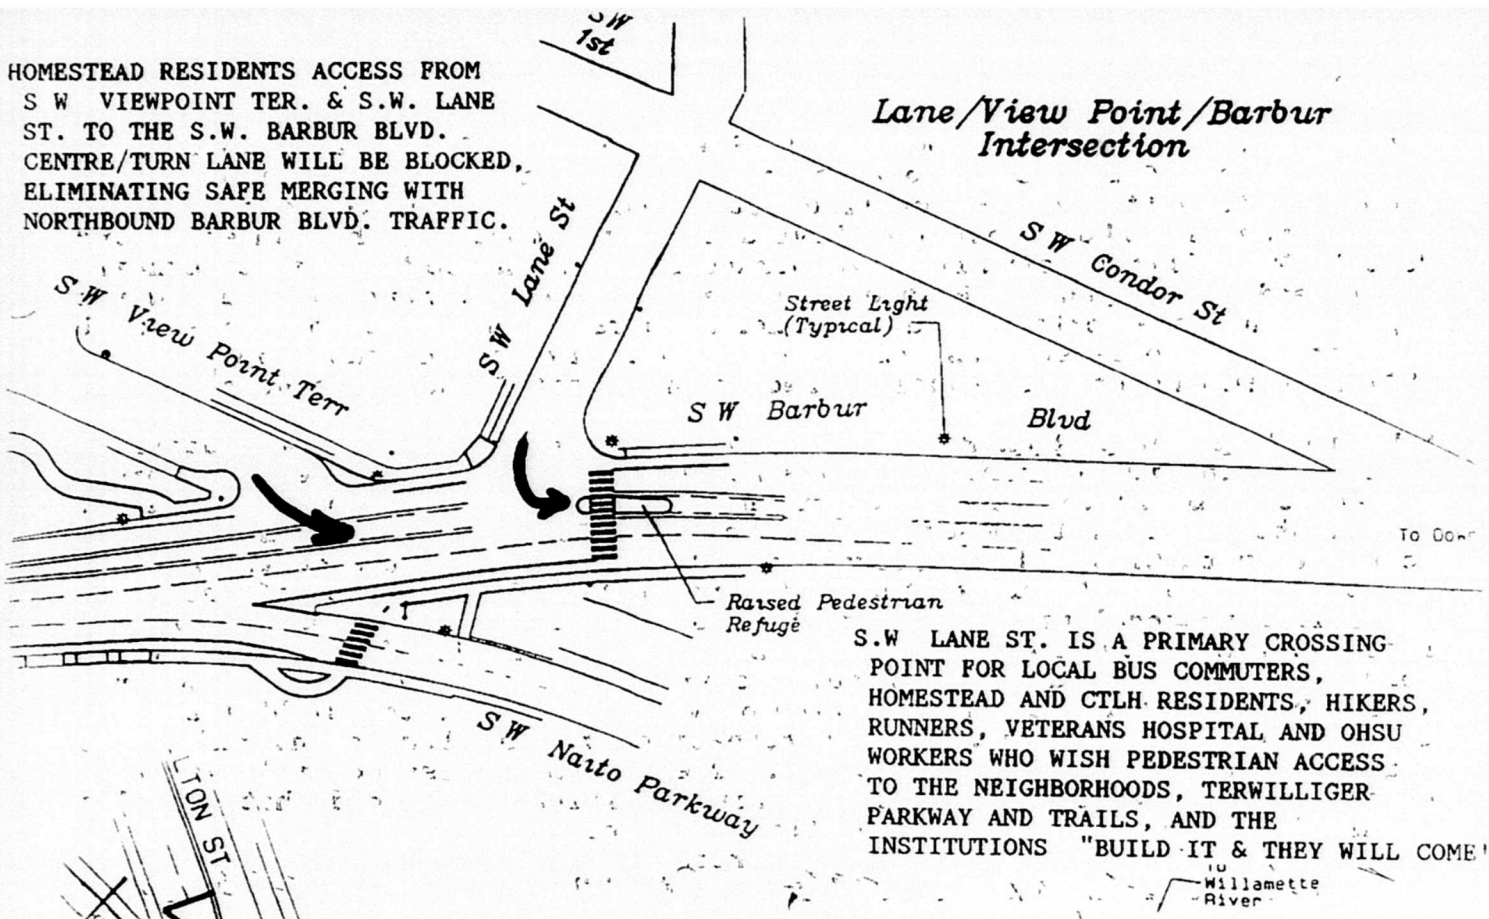 SW
1st
HOMESTEAD RESIDENTS ACCESS FROM
S W VIEWPOINT TER. & S.W. LANE
ST. TO THE S.W. BARBUR BLVD.
CENTRE/TURN LANE WILL BE BLOCKED,
ELIMINATING SAFE MERGING WITH
NORTHBOUND BARBUR BLVD. TRAFFIC.
Lane/View Point/Barbur
Intersection
S W Lane St
S W Condor St
S W View Point Terr
Street Light
(Typical)
S W Barbur Blvd
To
Raised Pedestrian
Refuge
S.W LANE ST. IS A PRIMARY CROSSING
POINT FOR LOCAL BUS COMMUTERS,
HOMESTEAD AND CTLH RESIDENTS, HIKERS,
RUNNERS, VETERANS HOSPITAL AND OHSU
WORKERS WHO WISH PEDESTRIAN ACCESS
TO THE NEIGHBORHOODS, TERWILLIGER
PARKWAY AND TRAILS, AND THE
INSTITUTIONS "BUILD IT & THEY WILL COME"
S W Naito Parkway
TON ST
To
Willamette
River